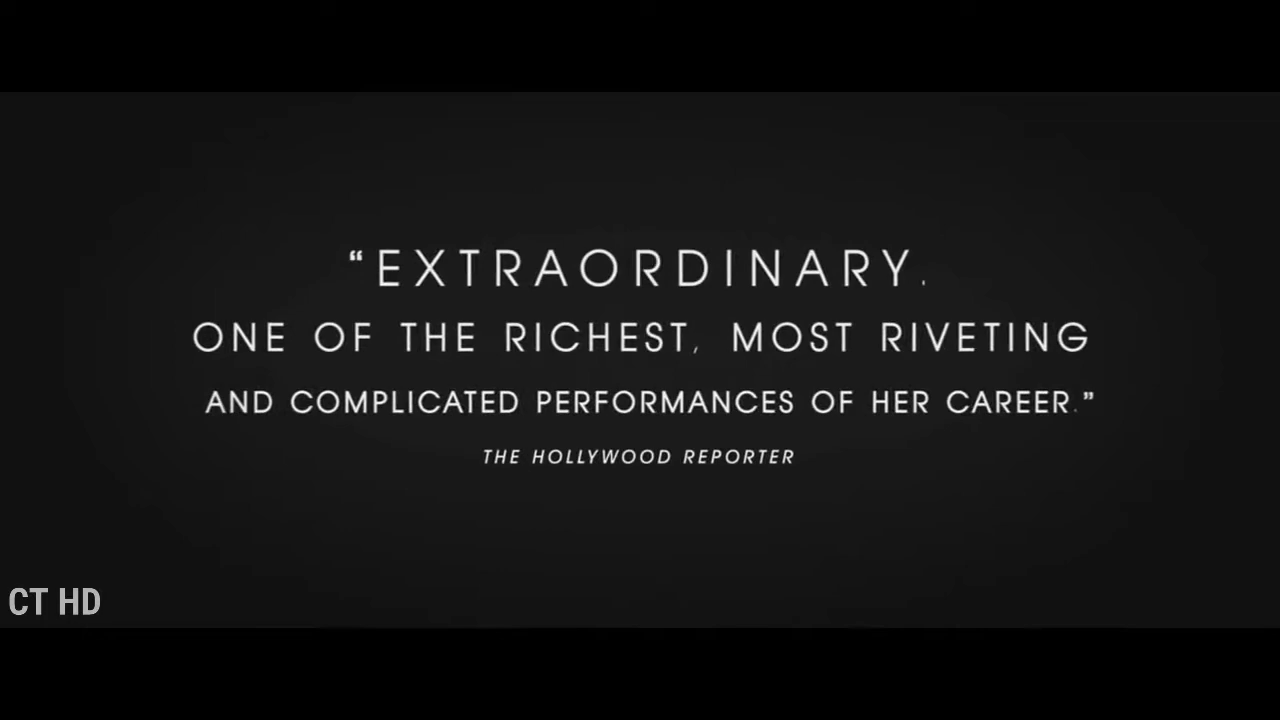 “EXTRAORDINARY.
ONE OF THE RICHEST, MOST RIVETING
AND COMPLICATED PERFORMANCES OF HER CAREER.”
THE HOLLYWOOD REPORTER
CT HD